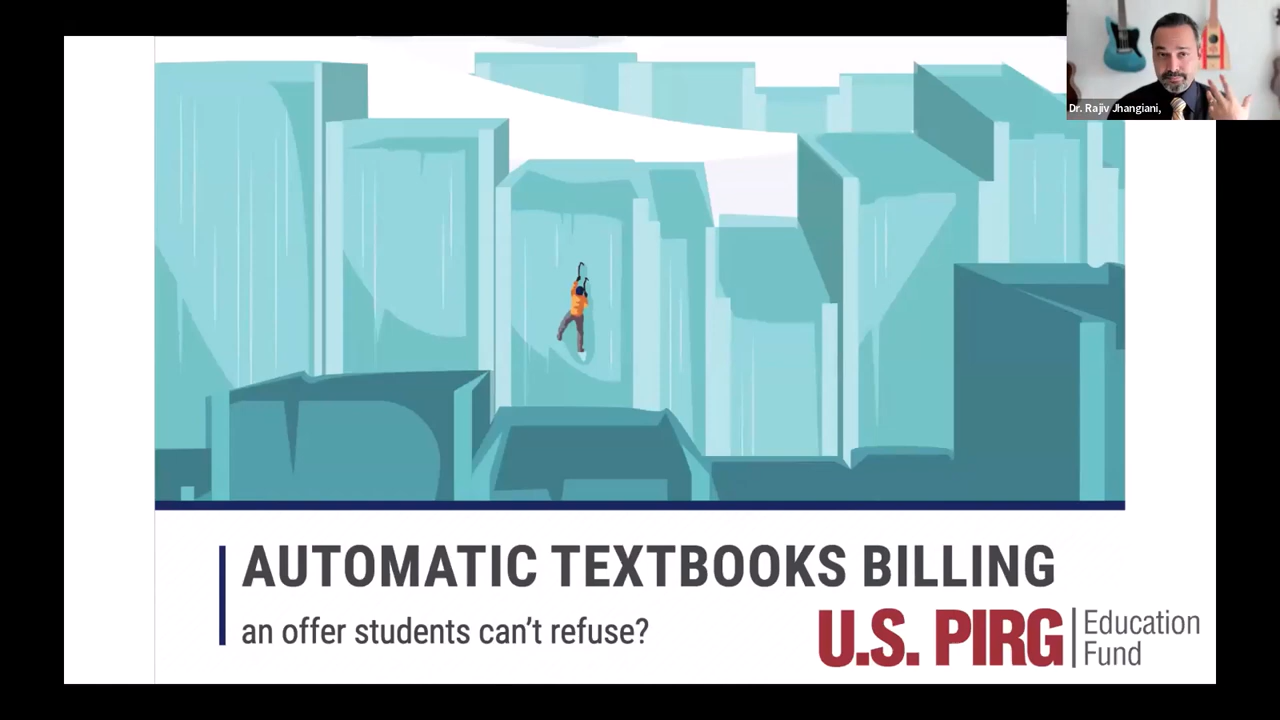 Dr. Rajiv Jhangiani,
AUTOMATIC TEXTBOOKS BILLING
an offer students can't refuse?
U.S. PIRG
Education
Fund